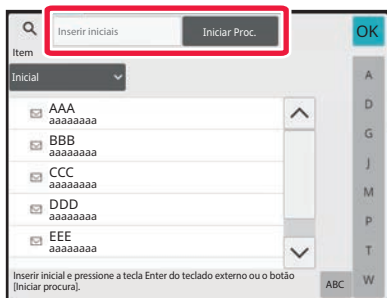 Inserir iniciais
Iniciar Proc.
OK
Item
Inicial
AAA
aaaaaaaa
BBB
aaaaaaaa
CCC
aaaaaaaa
DDD
aaaaaaaa
EEE
aaaaaaaa
A
D
G
J
M
P
T
W
Inserir inicial e pressione a tecla Enter do teclado externo ou o botão
[Iniciar procura].
ABC